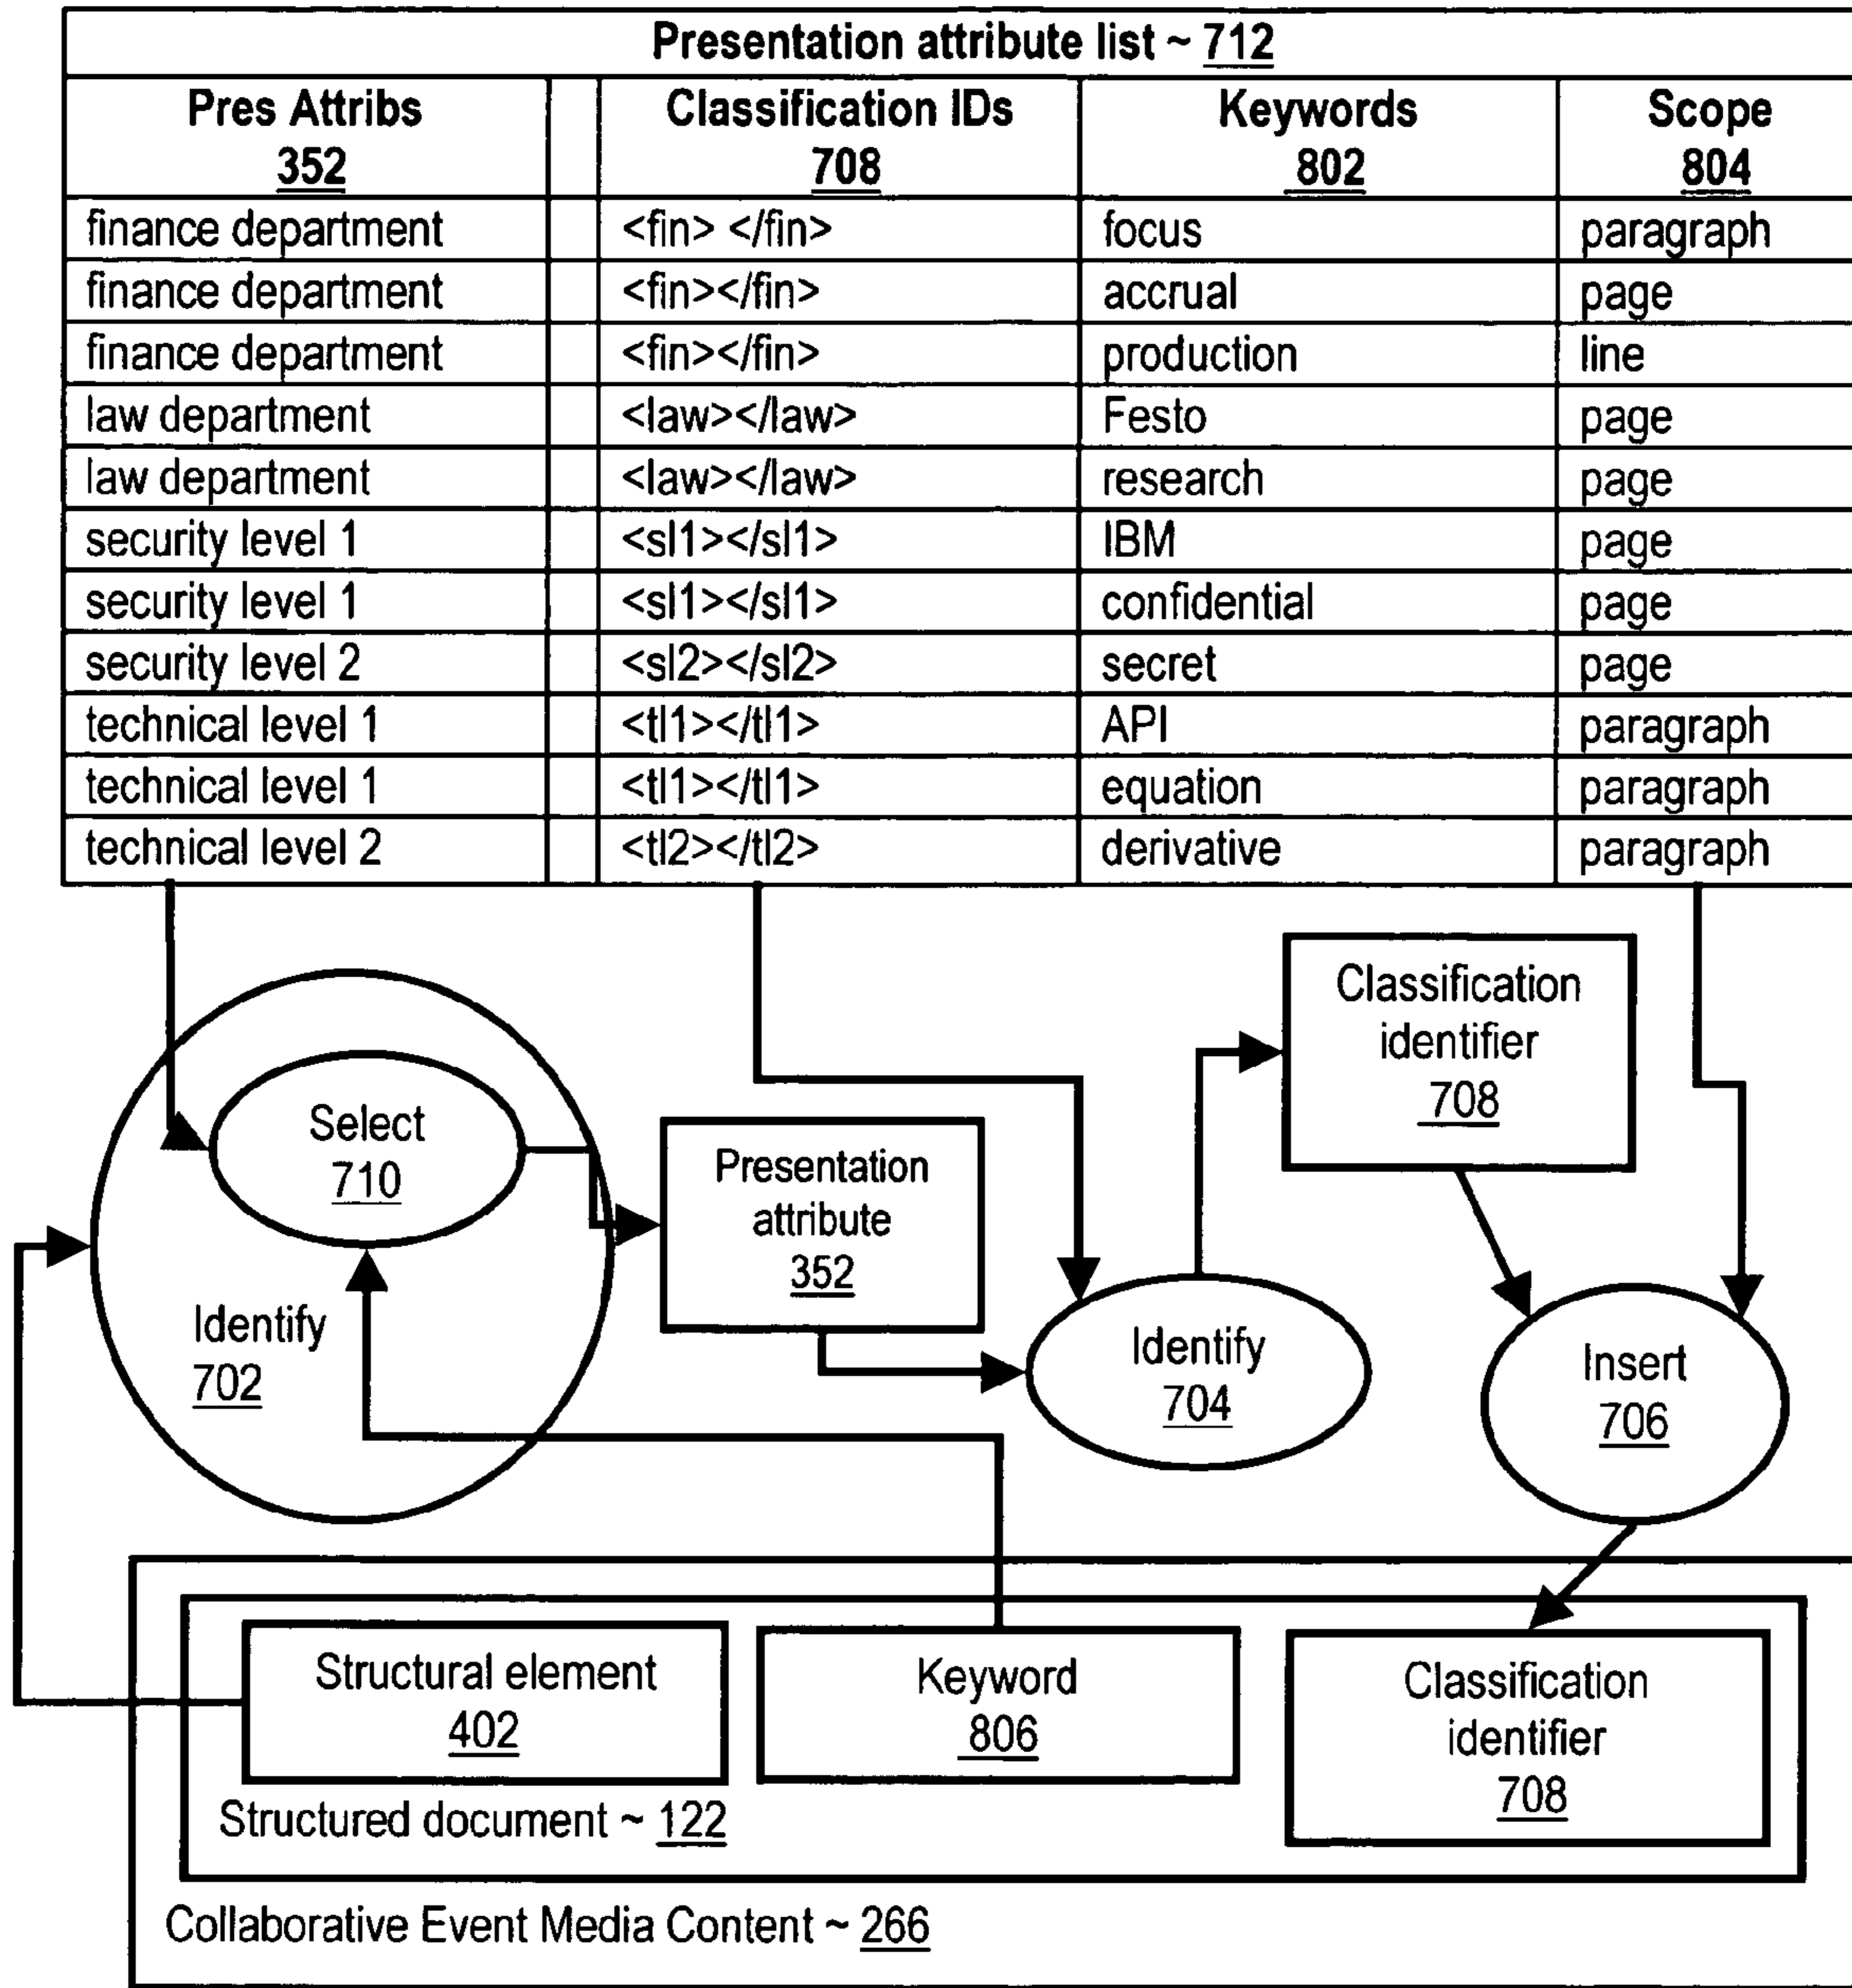 Presentation attribute list ~ 712
Pres Attribs Classification IDs Keywords Scope
352 708 802 804
finance department <fin> </fin> focus paragraph
finance department <fin></fin> accrual page
finance department <fin></fin> production line
law department <law></law> Festo page
law department <law></law> research page
security level 1 <sl1></sl1> IBM page
security level 1 <sl1></sl1> confidential page
security level 2 <sl2></sl2> secret page
technical level 1 <tl1></tl1> API paragraph
technical level 1 <tl1></tl1> equation paragraph
technical level 2 <tl2></tl2> derivative paragraph
Classification
identifier
708
Select
710
Presentation
attribute
352
Identify
702
Identify
704
Insert
706
Structural element
402
Keyword
806
Classification
identifier
708
Structured document ~ 122
Collaborative Event Media Content ~ 266